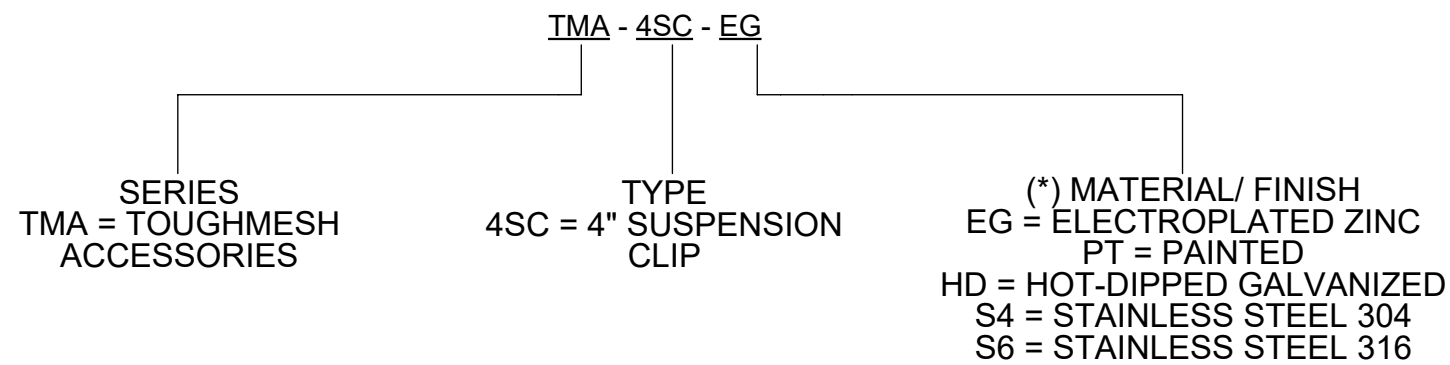 TMA - 4SC - EG
SERIES
TMA = TOUGHMESH
ACCESSORIES
TYPE
4SC = 4" SUSPENSION
CLIP
(*) MATERIAL/ FINISH
EG = ELECTROPLATED ZINC
PT = PAINTED
HD = HOT-DIPPED GALVANIZED
S4 = STAINLESS STEEL 304
S6 = STAINLESS STEEL 316